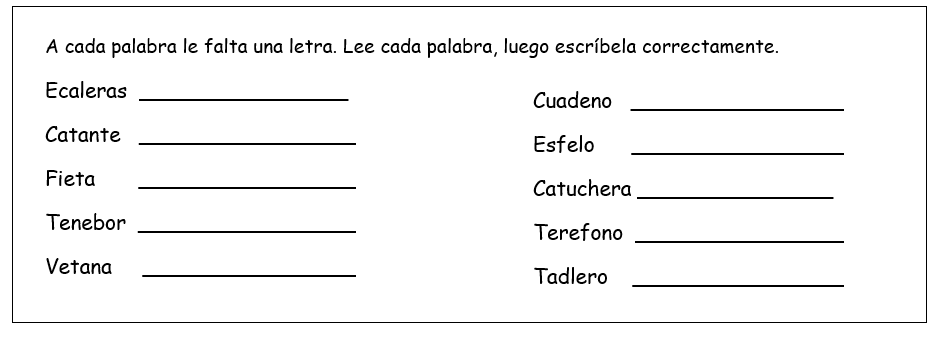 A cada palabra le falta una letra. Lee cada palabra, luego escríbela correctamente.
Ecaleras
Catante
Fieta
Tenebor
Vetana
Cuadeno
Esfelo
Catuchera
Terefono
Tadlero